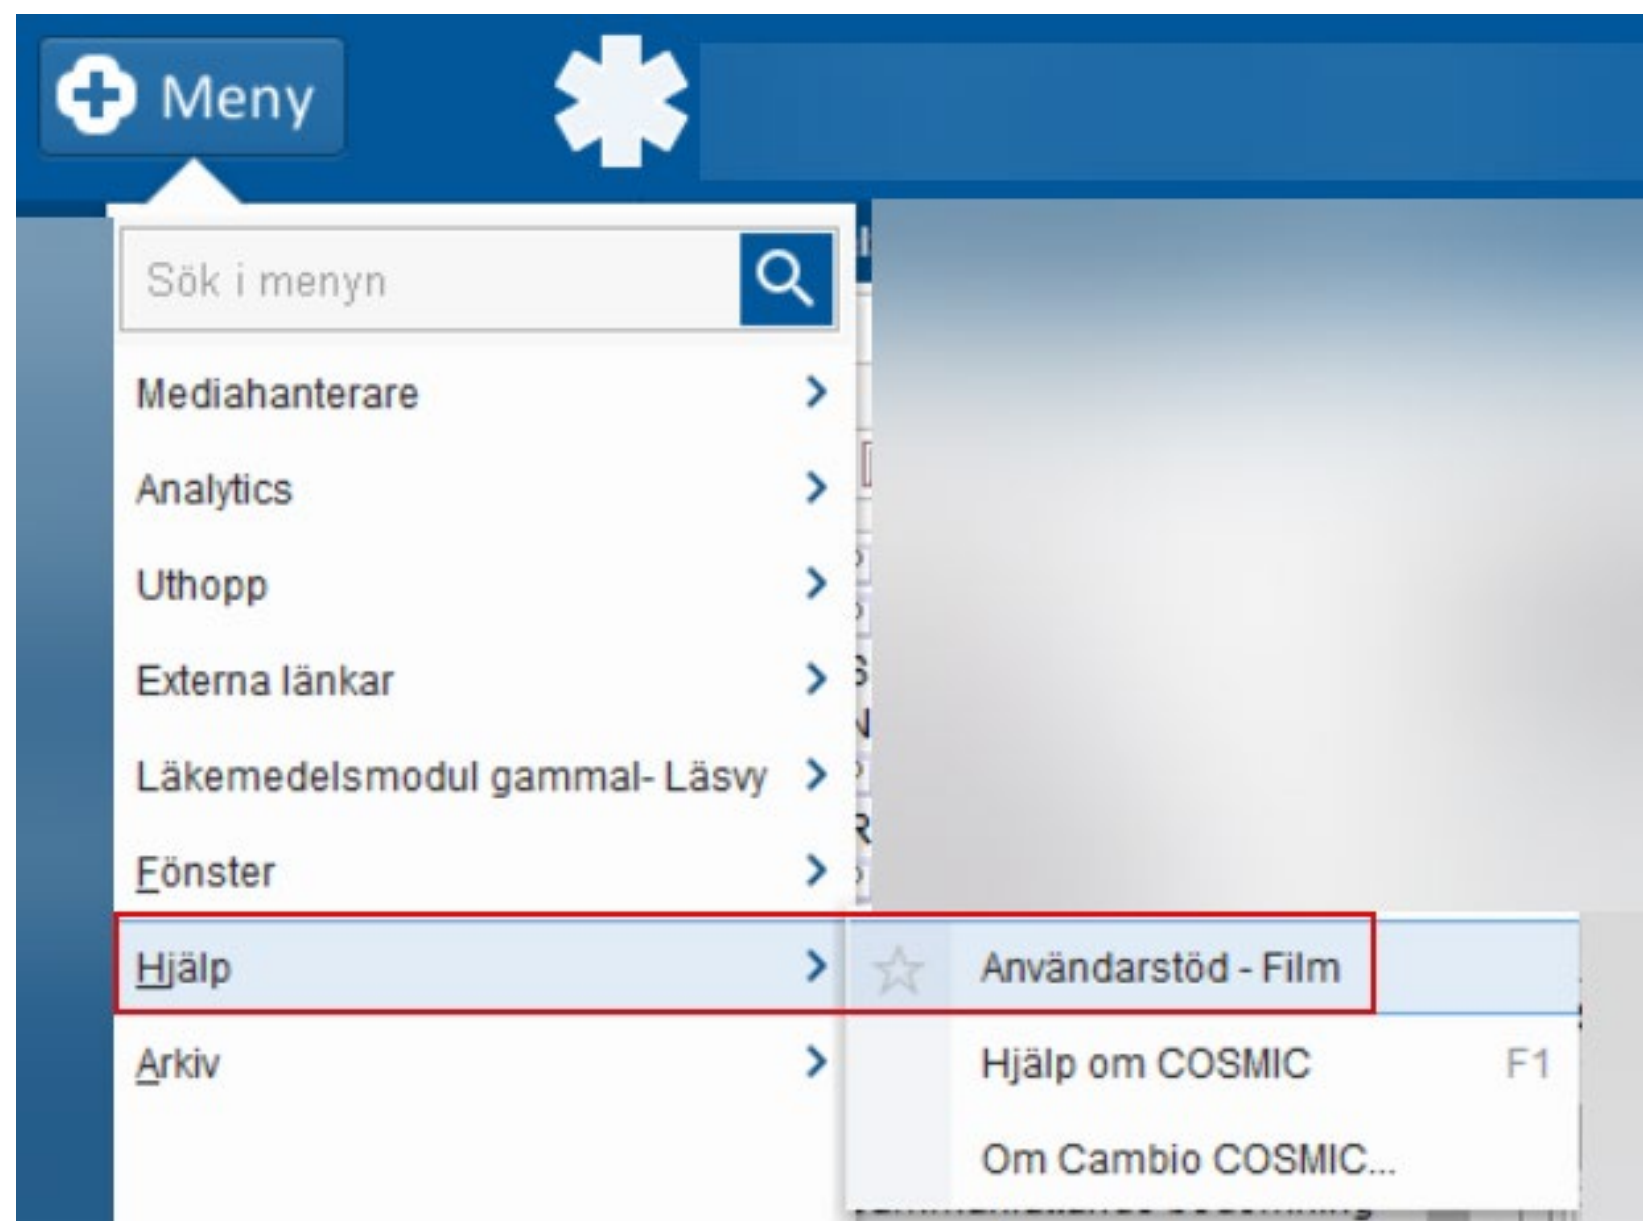 Meny
Sök i menyn
Mediahanterare
Analytics
Uthopp
Externa länkar
Läkemedelsmodul gammal- Läsvy
Fönster
Hjälp
Användarstöd - Film
Arkiv
Hjälp om COSMIC F1
Om Cambio COSMIC...